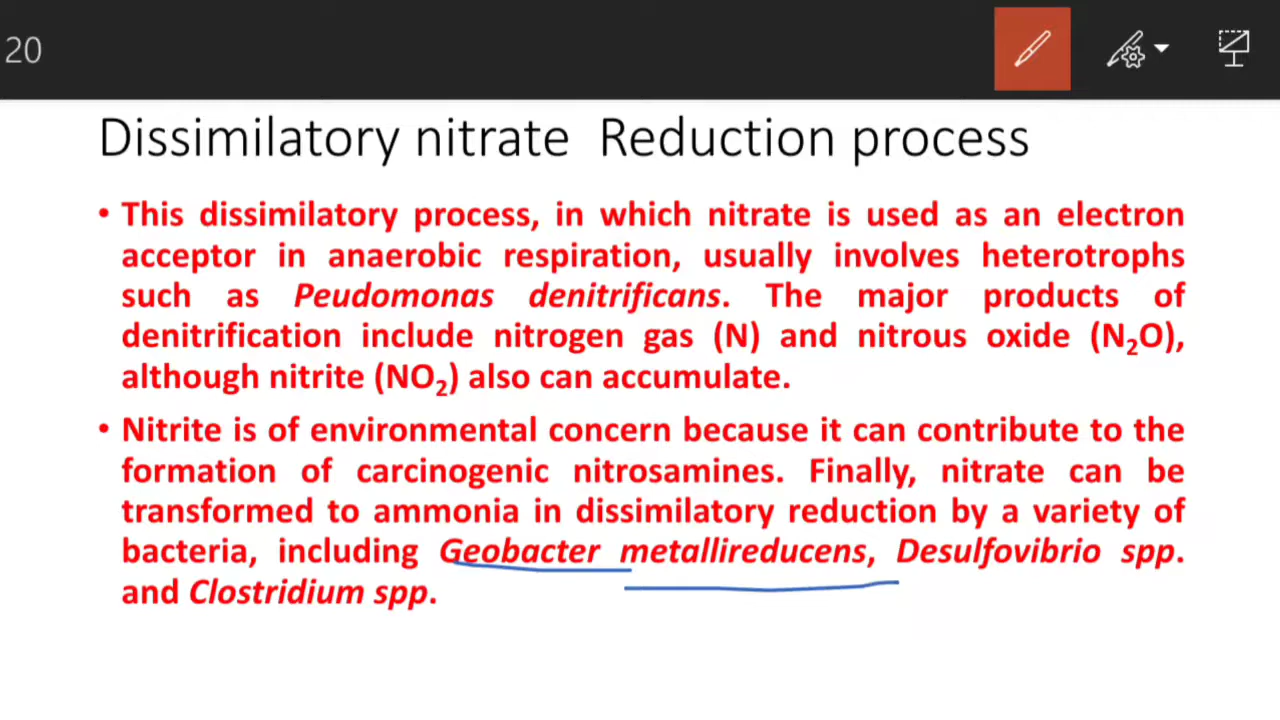 20
Dissimilatory nitrate Reduction process
• This dissimilatory process, in which nitrate is used as an electron
acceptor in anaerobic respiration, usually involves heterotrophs
such as Peudomonas denitrificans. The major products of
denitrification include nitrogen gas (N) and nitrous oxide (N₂O),
although nitrite (NO₂) also can accumulate.
• Nitrite is of environmental concern because it can contribute to the
formation of carcinogenic nitrosamines. Finally, nitrate can be
transformed to ammonia in dissimilatory reduction by a variety of
bacteria, including Geobacter metallireducens, Desulfovibrio spp.
and Clostridium spp.